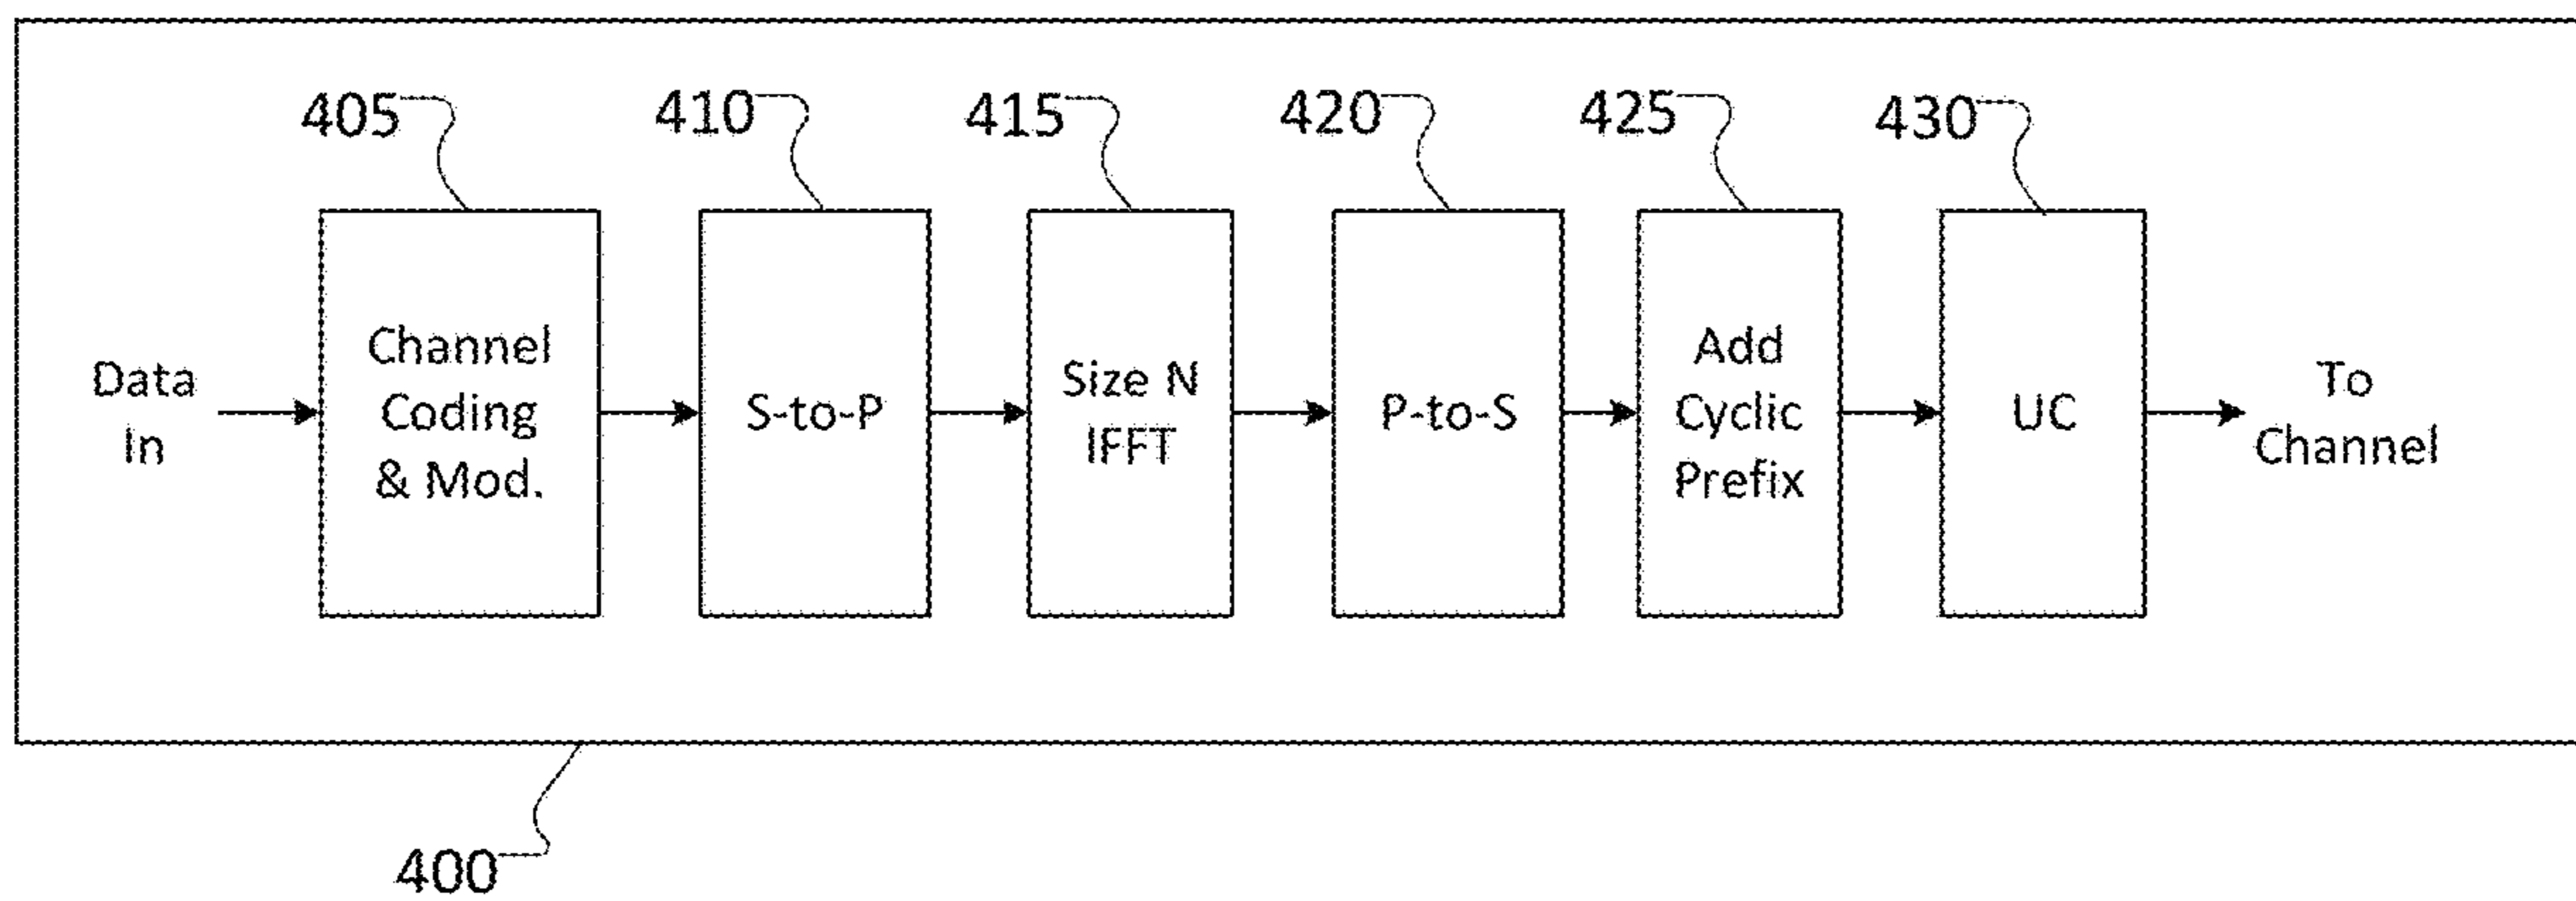 405
410
415
420
425
430
Data
In
Channel
Coding
& Mod.
S-to-P
Size N
IFFT
P-to-S
Add
Cyclic
Prefix
UC
To
Channel
400